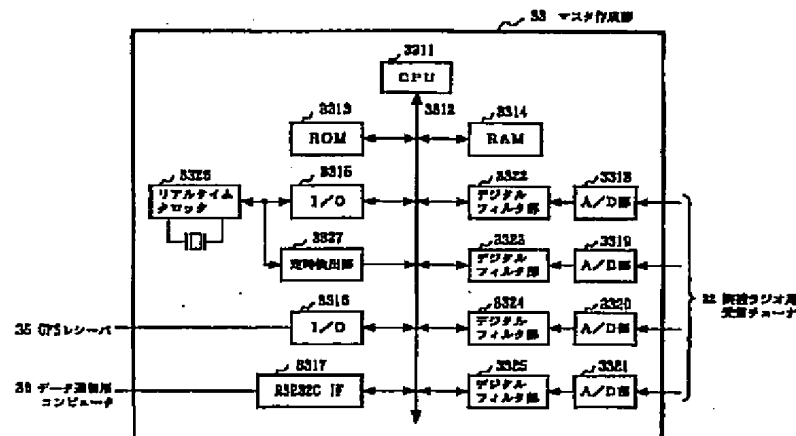 33 マスタ作成部
3311
CPU
3312
3313
ROM
3314
RAM
3326
リアルタイム
クロック
3315
I/O
3322
デジタル
フィルタ部
3318
A/D部
3327
定時検出部
3323
デジタル
フィルタ部
3319
A/D部
35 GPSレシーバ
3316
I/O
3324
デジタル
フィルタ部
3320
A/D部
データ通信用
コンピュータ
3317
RS232C IF
3325
デジタル
フィルタ部
3321
A/D部
32
ラジオ用
受信チューナ